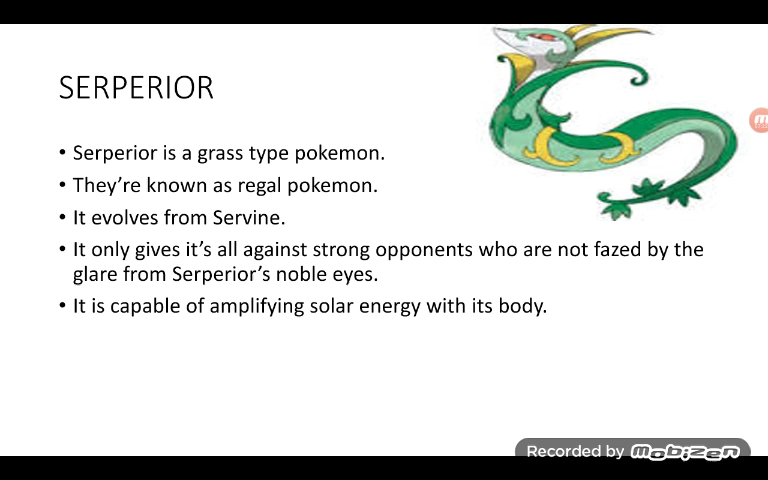 SERPERIOR
• Serperior is a grass type pokemon.
• They're known as regal pokemon.
• It evolves from Servine.
• It only gives it's all against strong opponents who are not fazed by the
glare from Serperior's noble eyes.
• It is capable of amplifying solar energy with its body.
Recorded by mobizen